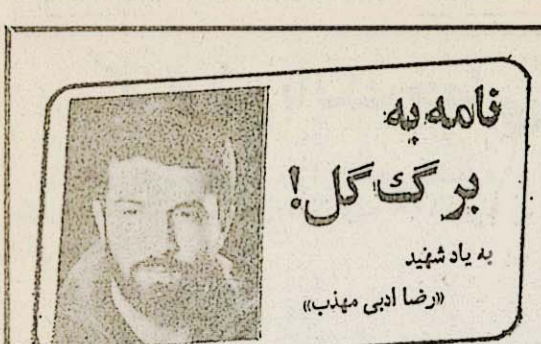 نامه به
برگ گل!
به یاد شهید
«رضا ادبی مهذب»